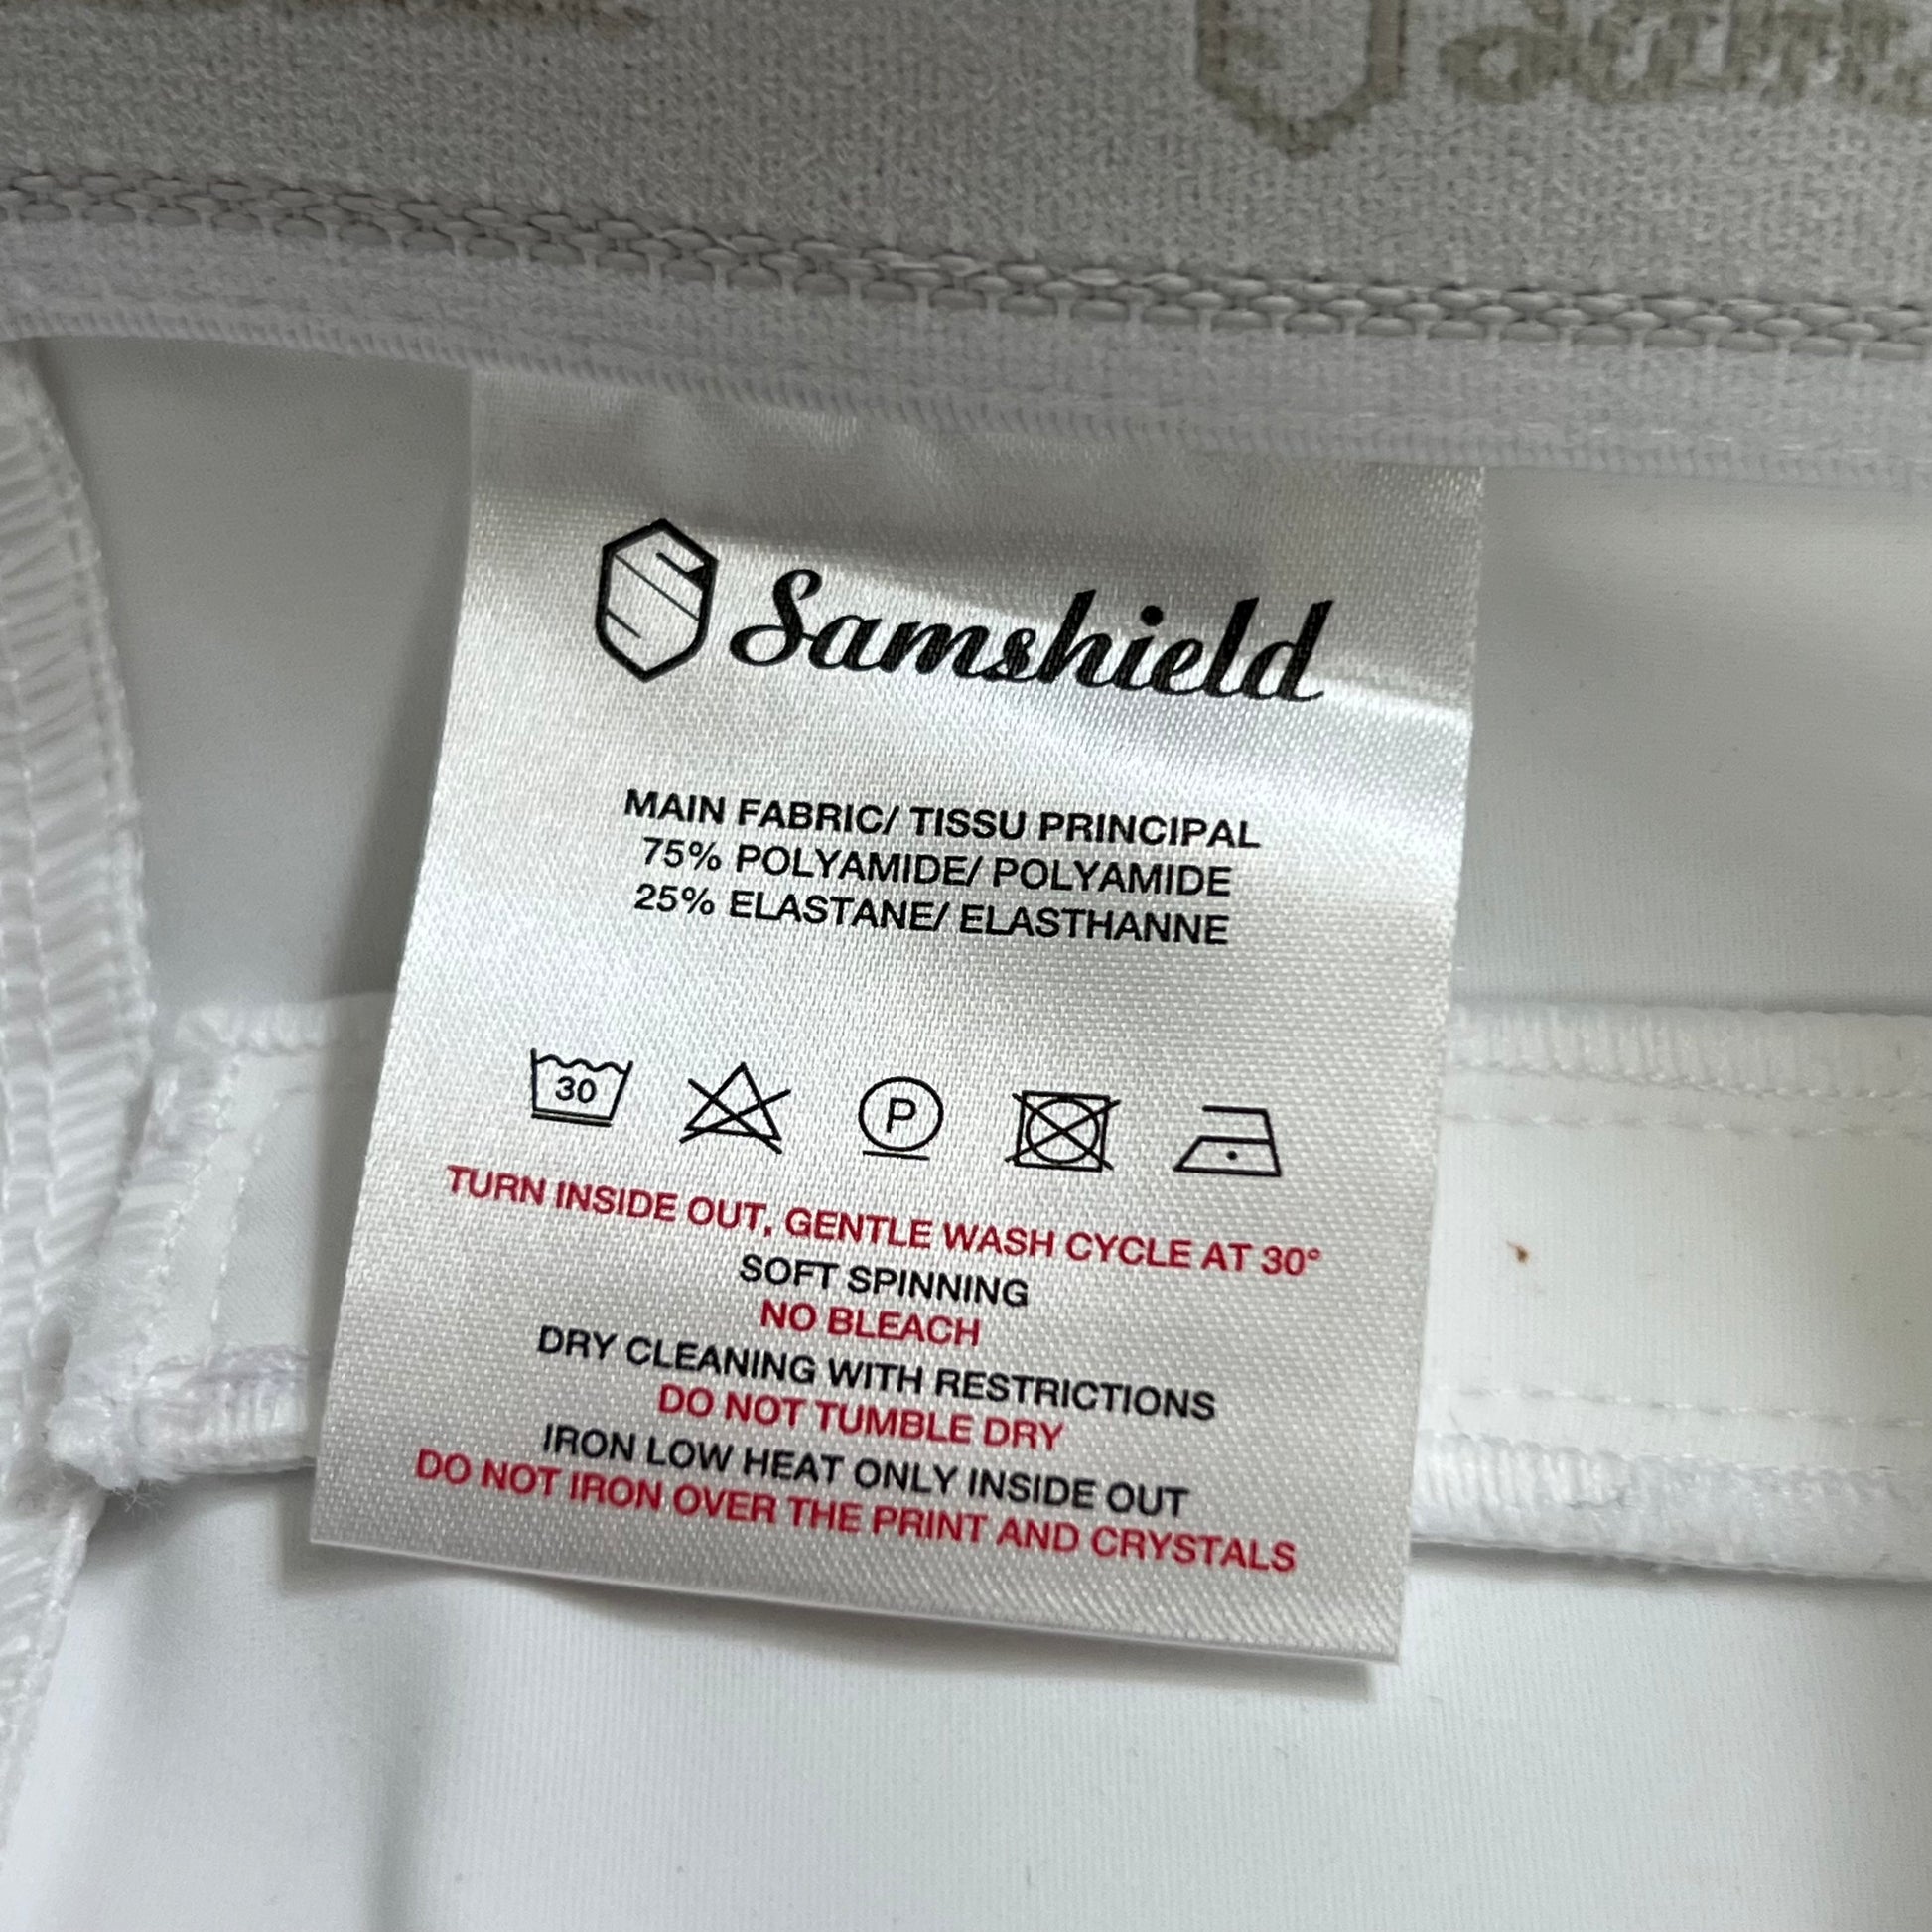 Samshield
MAIN FABRIC/ TISSU PRINCIPAL
75% POLYAMIDE/ POLYAMIDE
25% ELASTANE/ ELASTHANNE
30
P
TURN INSIDE OUT, GENTLE WASH CYCLE AT 30°
SOFT SPINNING
NO BLEACH
DRY CLEANING WITH RESTRICTIONS
DO NOT TUMBLE DRY
IRON LOW HEAT ONLY INSIDE OUT
DO NOT IRON OVER THE PRINT AND CRYSTALS